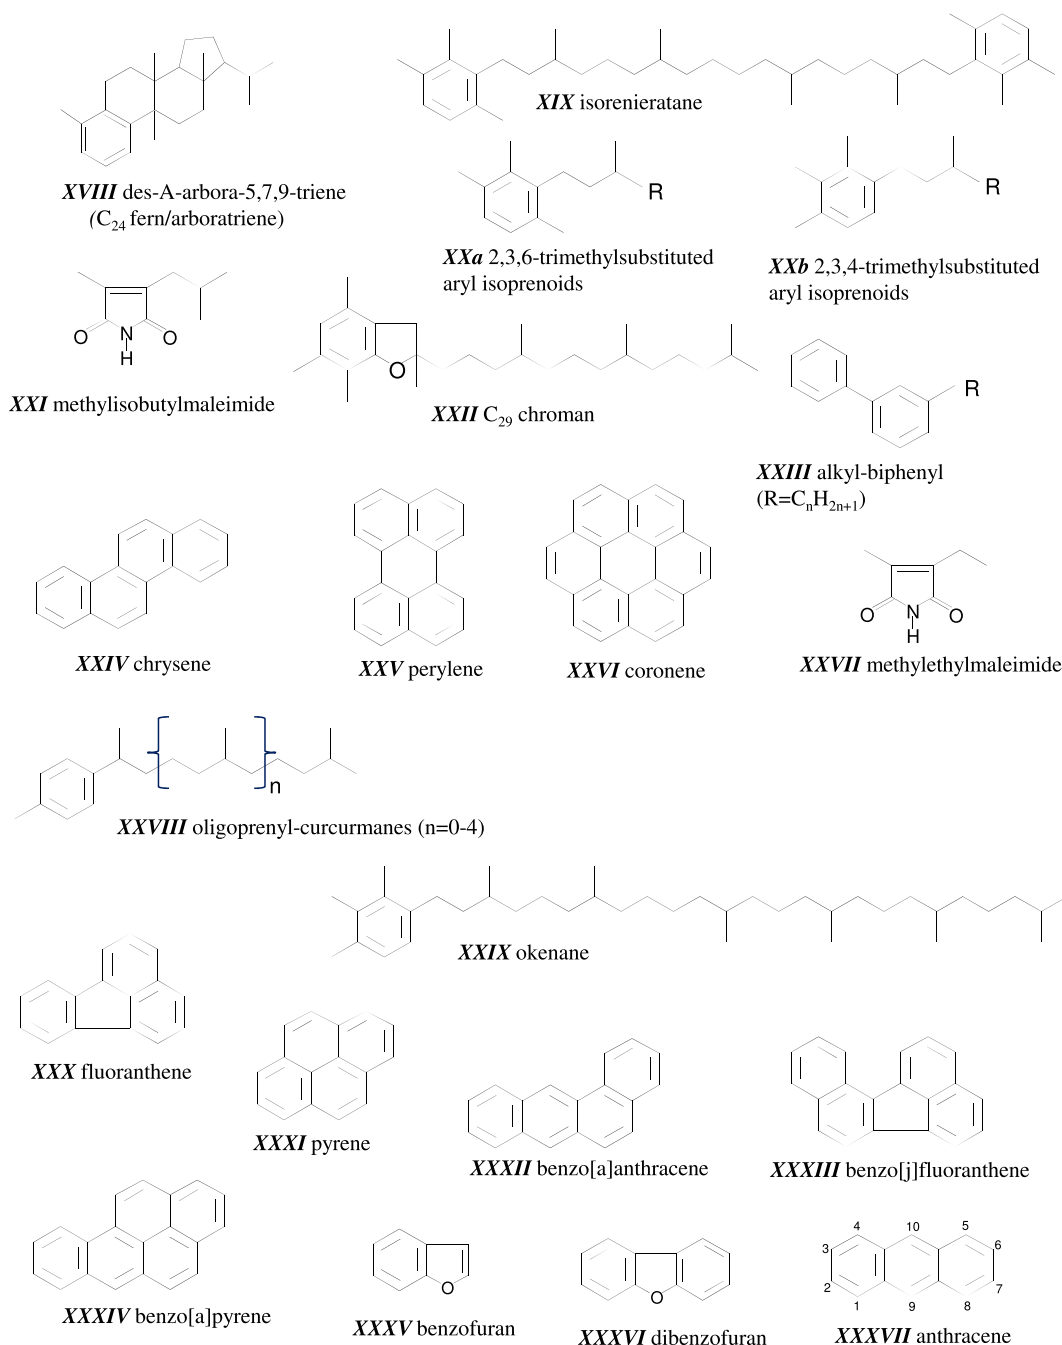 XIX isorenieratane
XVIII des-A-arbora-5,7,9-triene
(C24 fern/arboratriene)
R
R
XXa 2,3,6-trimethylsubstituted
aryl isoprenoids
XXb 2,3,4-trimethylsubstituted
aryl isoprenoids
O N O
H
O
R
XXI methylisobutylmaleimide
XXII C29 chroman
XXIII alkyl-biphenyl
(R=CnH2n+1)
O N O
H
XXIV chrysene
XXV perylene
XXVI coronene
XXVII methylethylmaleimide
n
XXVIII oligoprenyl-curcurmanes (n=0-4)
XXIX okenane
XXX fluoranthene
XXXI pyrene
XXXII benzo[a]anthracene
XXXIII benzo[j]fluoranthene
4 10 5
3 6
2 7
1 9 8
O
O
XXXIV benzo[a]pyrene
XXXV benzofuran
XXXVI dibenzofuran
XXXVII anthracene